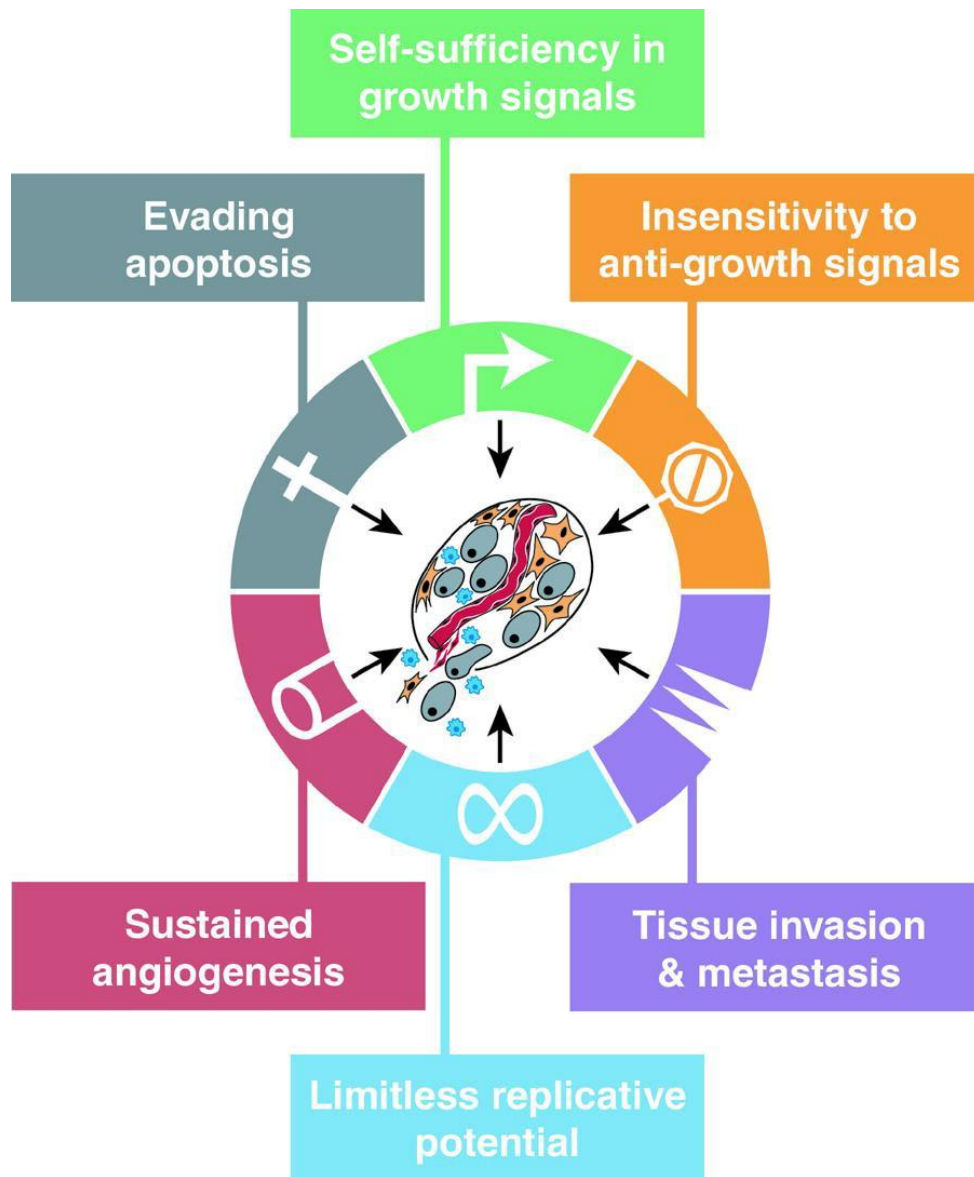 Self-sufficiency in
growth signals
Evading
apoptosis
Insensitivity to
anti-growth signals
Sustained
angiogenesis
Tissue invasion
& metastasis
Limitless replicative
potential